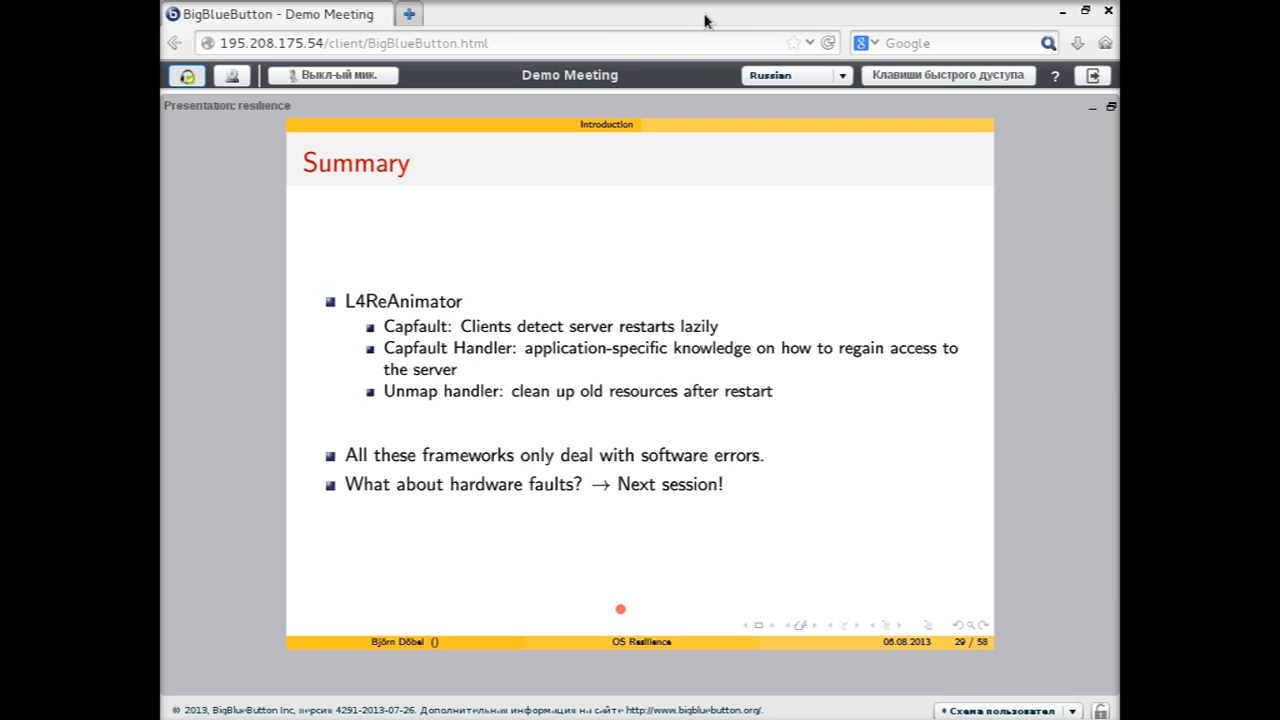 BigBlueButton - Demo Meeting
195.208.175.54/client/BigBlueButton.html
Google
Выкл-ый мик.
Demo Meeting
Russian
Клавиши быстрого доступа
?
Presentation: resilience
Introduction
Summary
L4ReAnimator
Capfault: Clients detect server restarts lazily
Capfault Handler: application-specific knowledge on how to regain access to
the server
Unmap handler: clean up old resources after restart
All these frameworks only deal with software errors.
What about hardware faults? → Next session!
Björn Döbel ()
OS Resilience
06.08.2013
29 / 58
© 2013, BigBlueButton Inc, версия 4291-2013-07-26. Дополнительная информация на сайте http://www.bigbluebutton.org/.
* Схема пользовател